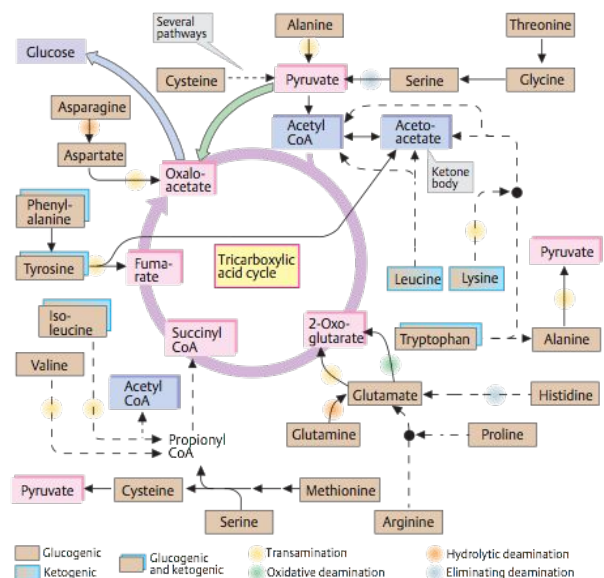 Several
pathways
Alanine
Threonine
Glucose
Cysteine
Pyruvate
Serine
Glycine
Asparagine
Acetyl
CoA
Aceto-
acetate
Aspartate
Oxalo-
acetate
Ketone
body
Phenyl-
alanine
Tyrosine
Fuma-
rate
Tricarboxylic
acid cycle
Pyruvate
Leucine
Lysine
Iso-
leucine
Succinyl
CoA
2-Oxo-
glutarate
Tryptophan
Alanine
Valine
Acetyl
CoA
Glutamate
Histidine
Propionyl
CoA
Glutamine
Proline
Pyruvate
Cysteine
Methionine
Serine
Arginine
Glucogenic
Ketogenic
Glucogenic
and ketogenic
Transamination
Oxidative deamination
Hydrolytic deamination
Eliminating deamination